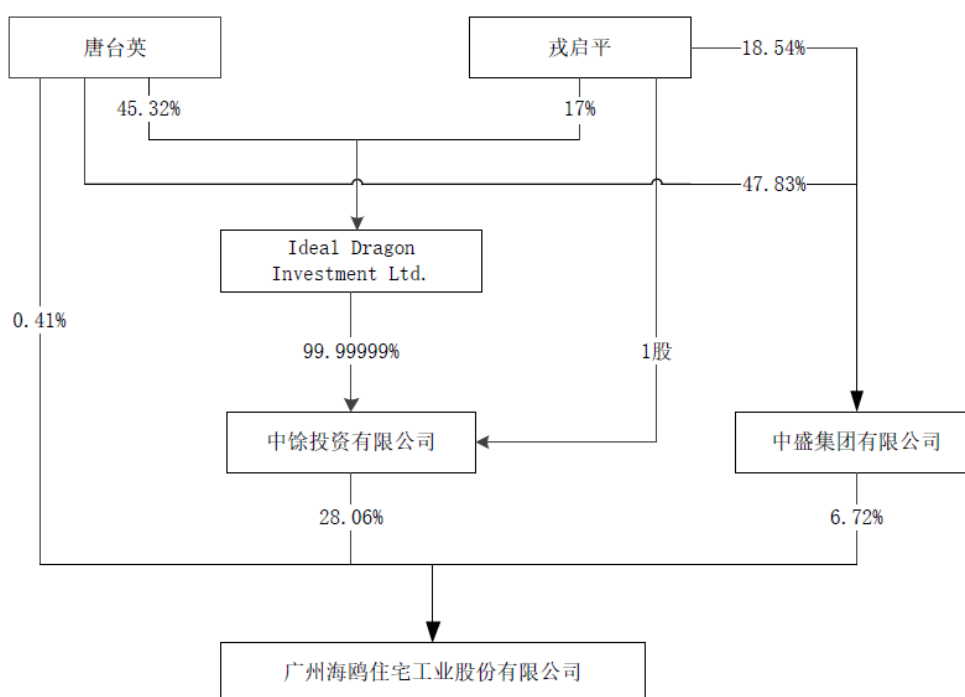 唐台英
戎启平
18.54%
45.32%
17%
47.83%
Ideal Dragon
Investment Ltd.
0.41%
99.99999%
1股
中馀投资有限公司
中盛集团有限公司
28.06%
6.72%
广州海鸥住宅工业股份有限公司